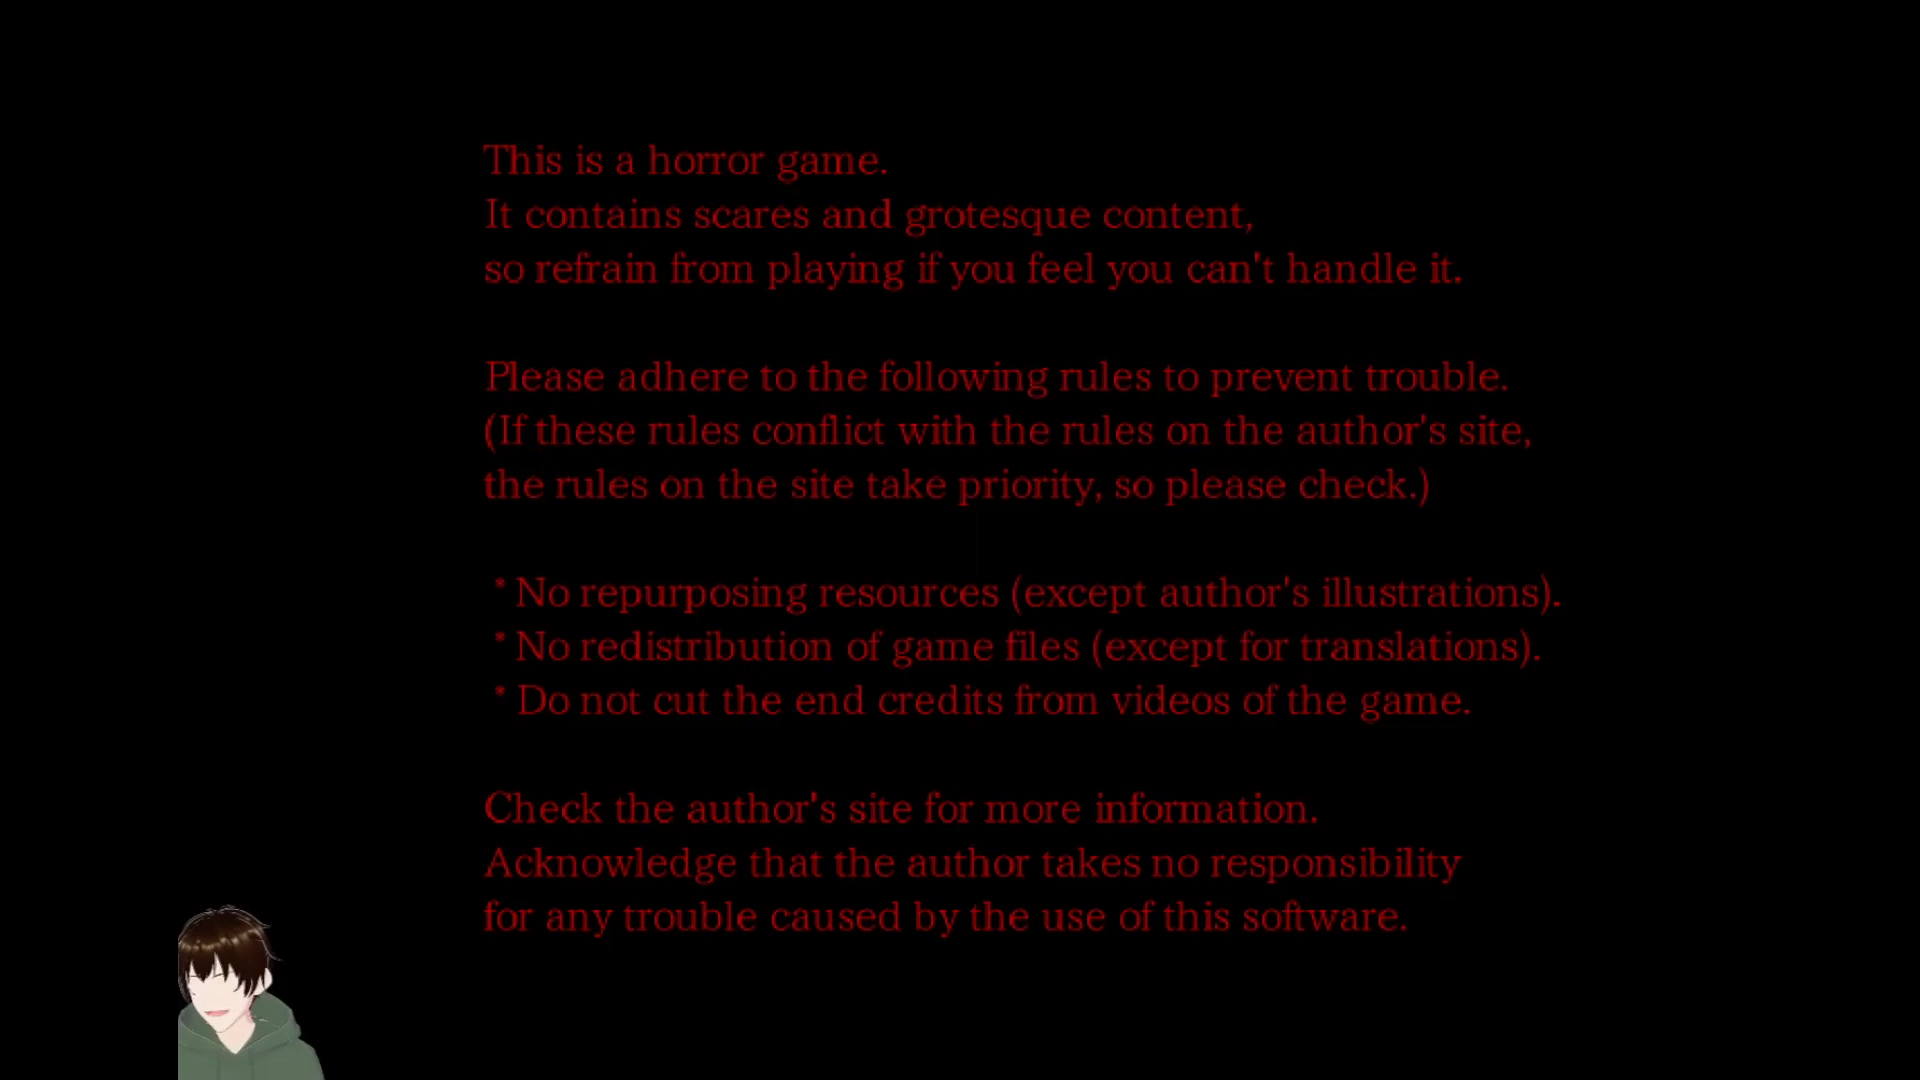 This is a horror game.
It contains scares and grotesque content,
so refrain from playing if you feel you can't handle it.
Please adhere to the following rules to prevent trouble.
(If these rules conflict with the rules on the author's site,
the rules on the site take priority, so please check.)
* No repurposing resources (except author's illustrations).
* No redistribution of game files (except for translations).
* Do not cut the end credits from videos of the game.
Check the author's site for more information.
Acknowledge that the author takes no responsibility
for any trouble caused by the use of this software.